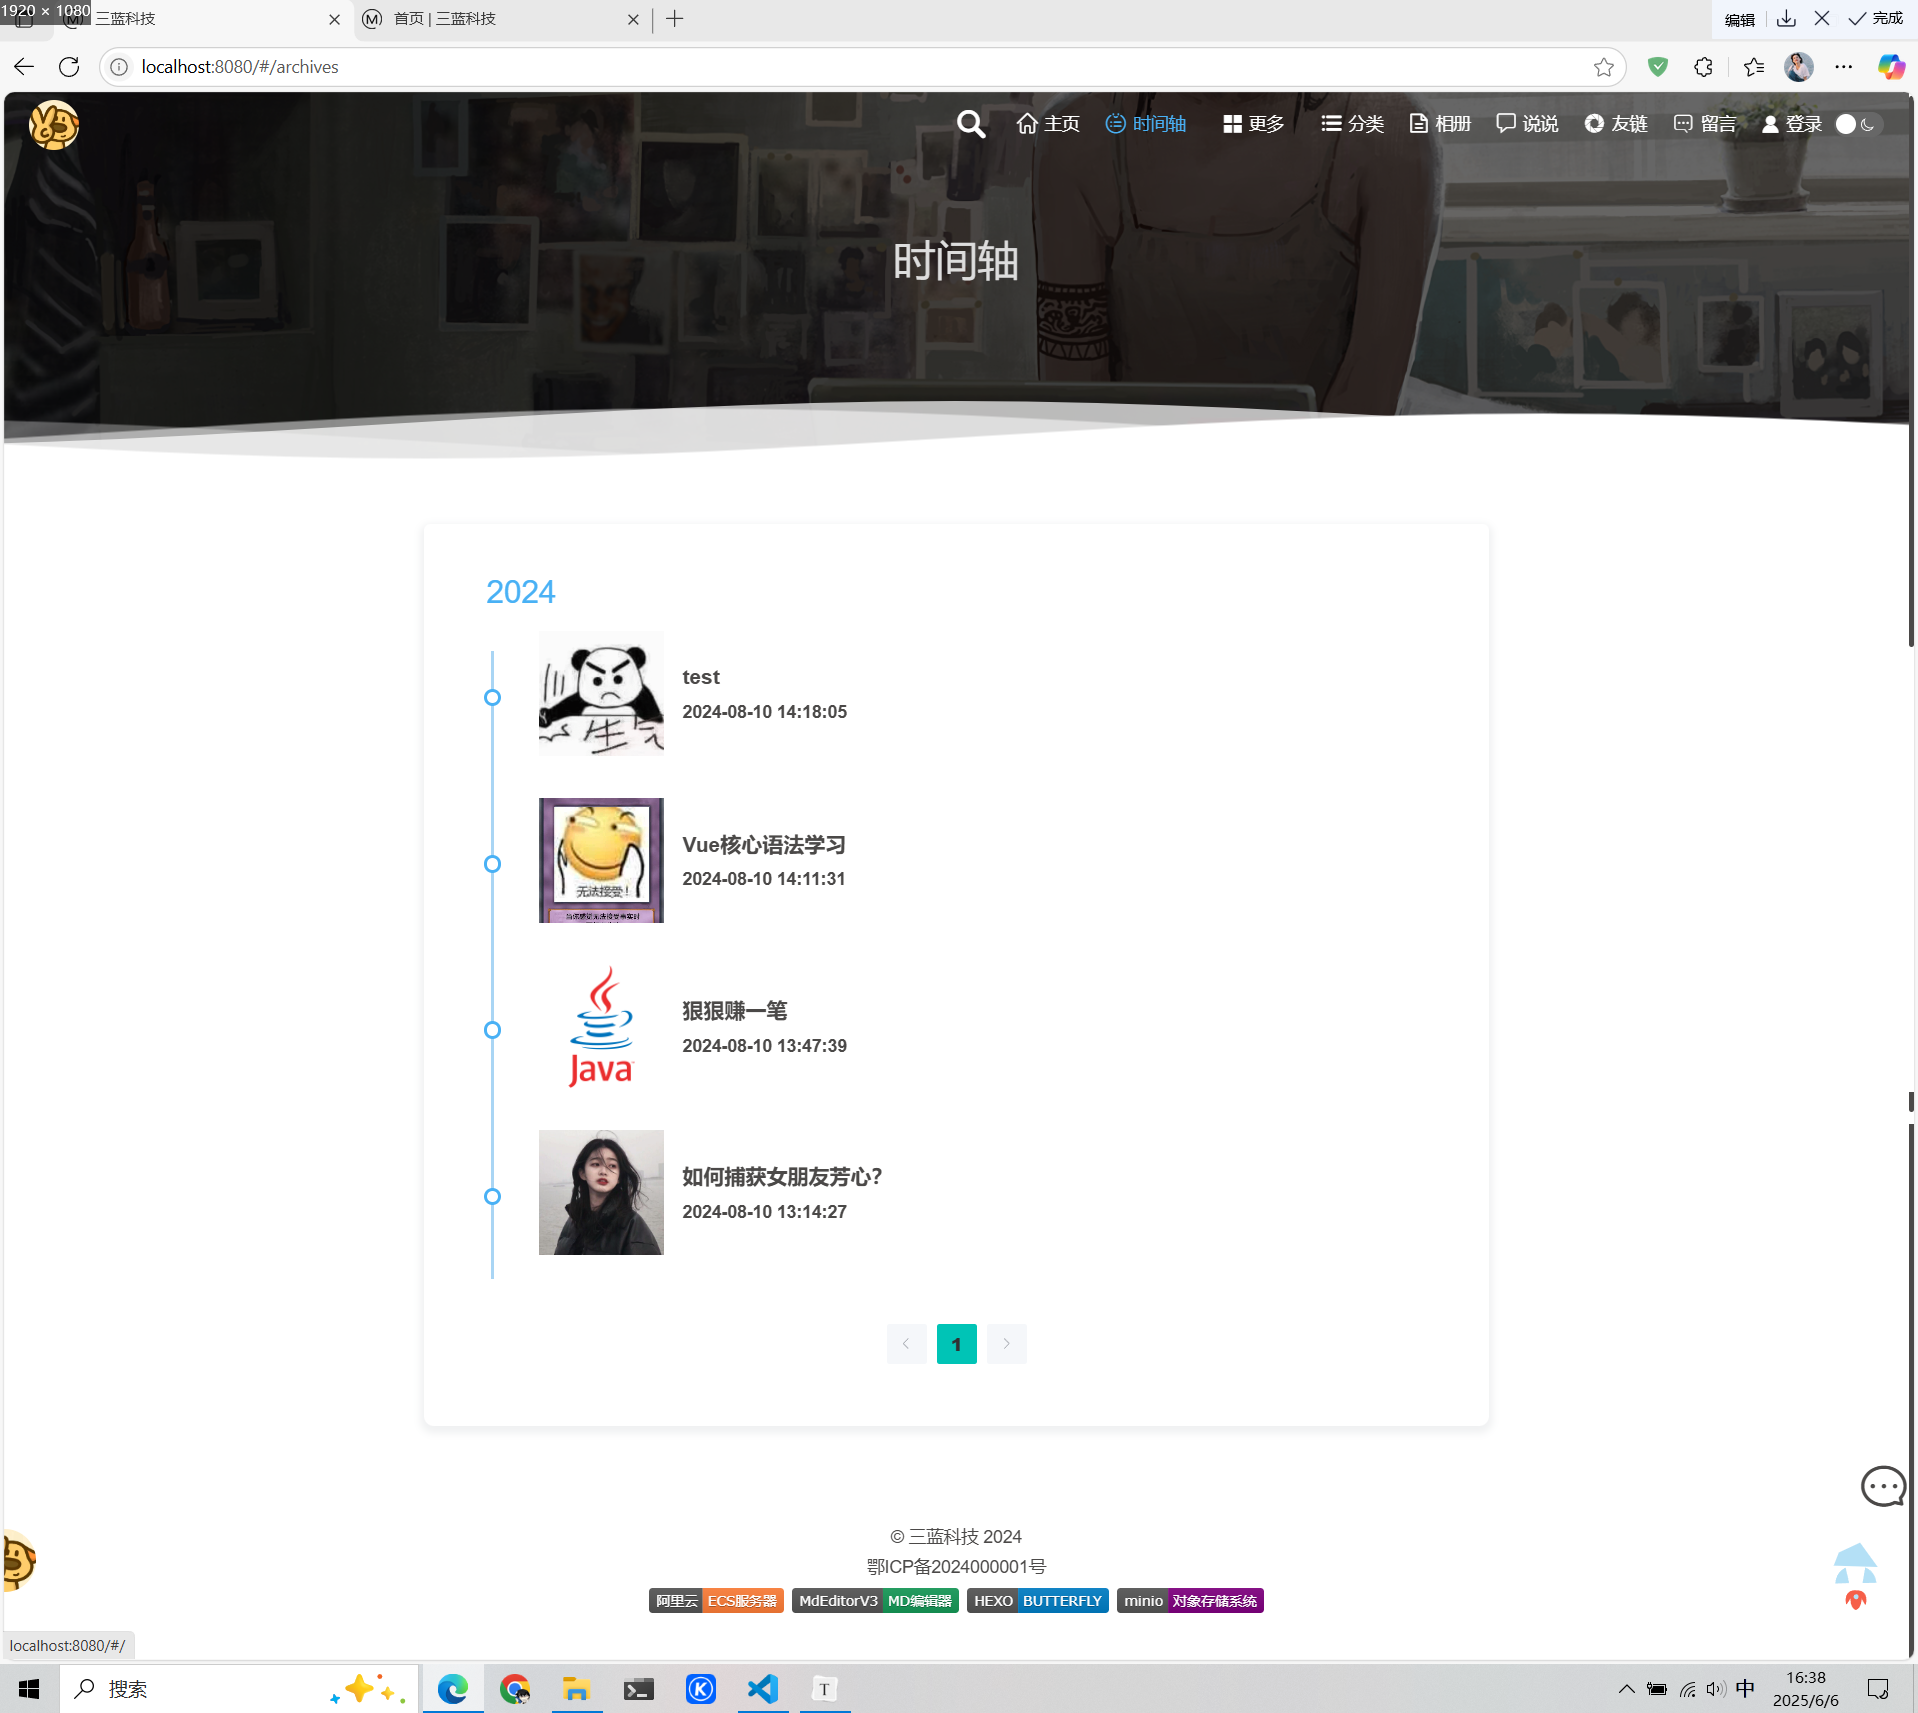 1920 × 1080
三蓝科技
首页 | 三蓝科技
编辑
完成
localhost:8080/#/archives
主页
时间轴
更多
分类
相册
说说
友链
留言
登录
时间轴
2024
test
2024-08-10 14:18:05
Vue核心语法学习
2024-08-10 14:11:31
无法接受!
狠狠赚一笔
2024-08-10 13:47:39
Java
如何捕获女朋友芳心?
2024-08-10 13:14:27
1
© 三蓝科技 2024
鄂ICP备2024000001号
阿里云 ECS服务器 MdEditorV3 MD编辑器 HEXO BUTTERFLY minio 对象存储系统
localhost:8080/#/
搜索
中
16:38
2025/6/6